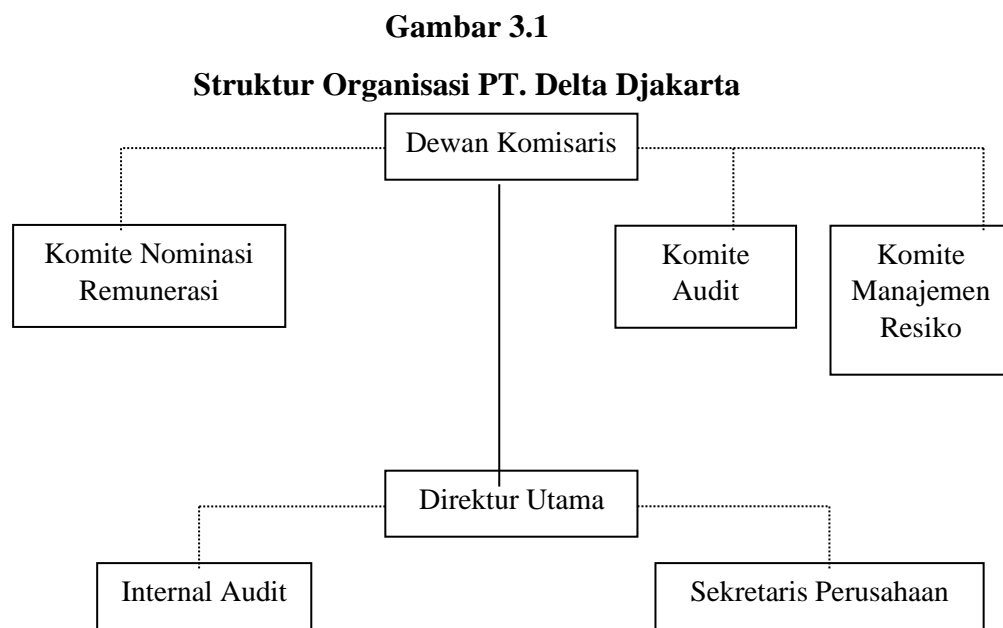 Gambar 3.1
Struktur Organisasi PT. Delta Djakarta
Dewan Komisaris
Komite Nominasi
Remunerasi
Komite
Audit
Komite
Manajemen
Resiko
Direktur Utama
Internal Audit
Sekretaris Perusahaan